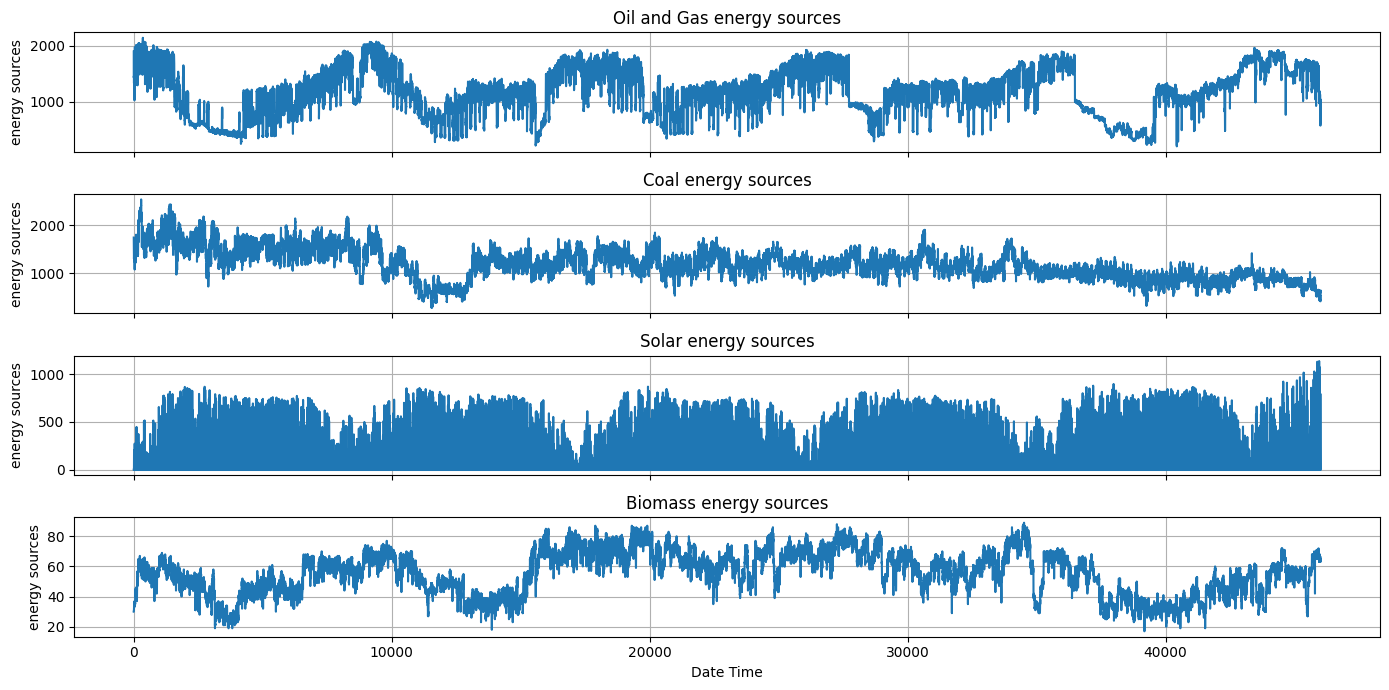 Oil and Gas energy sources
energy sources
2000
1000
Coal energy sources
energy sources
2000
1000
Solar energy sources
energy sources
1000
500
0
Biomass energy sources
energy sources
80
60
40
20
0 10000 20000 30000 40000
Date Time